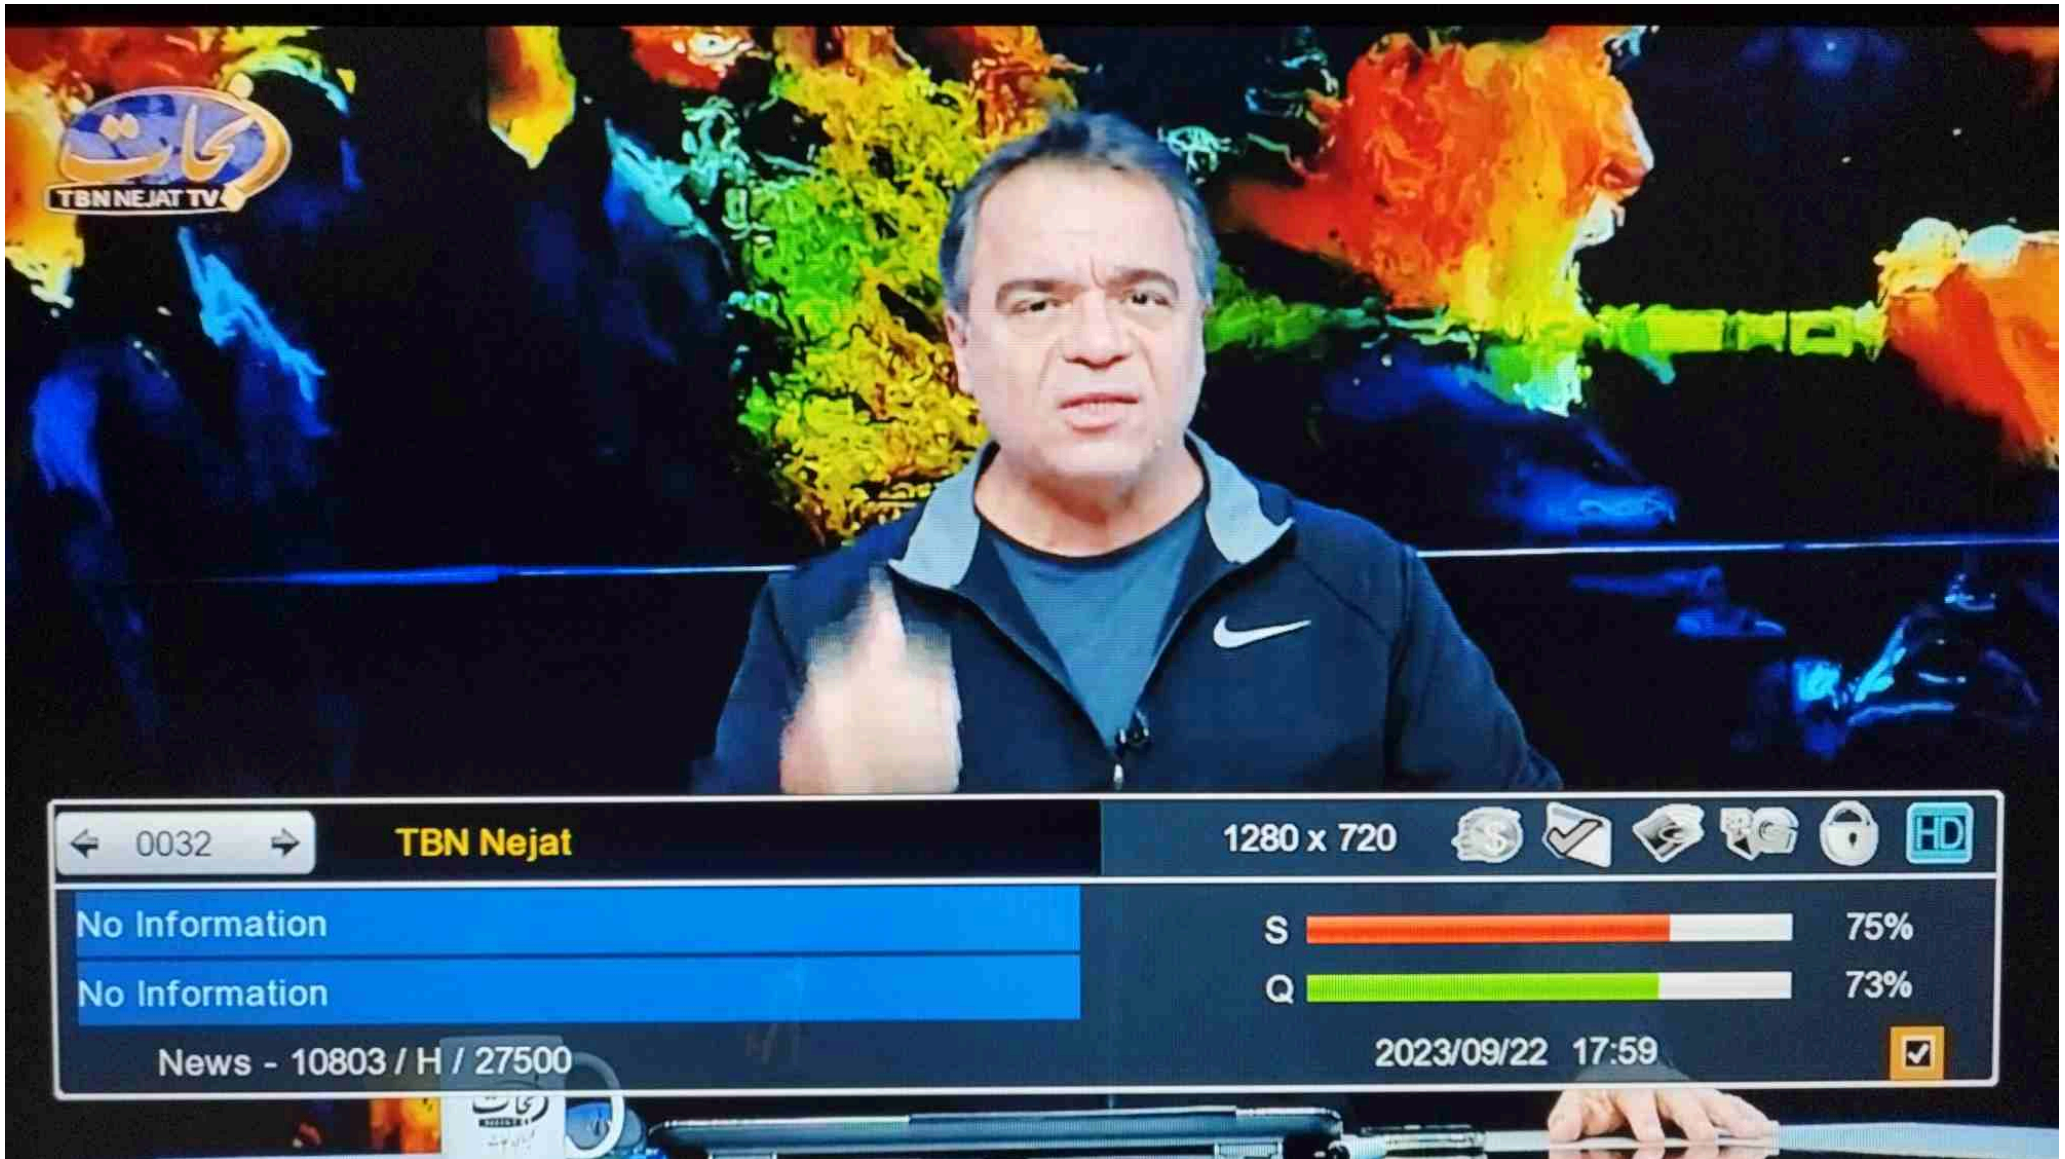 نجات
TBN NEJAT TV
0032
TBN Nejat
1280 x 720
HD
No Information
S 75%
No Information
Q 73%
News - 10803 / H / 27500
2023/09/22 17:59
نجات